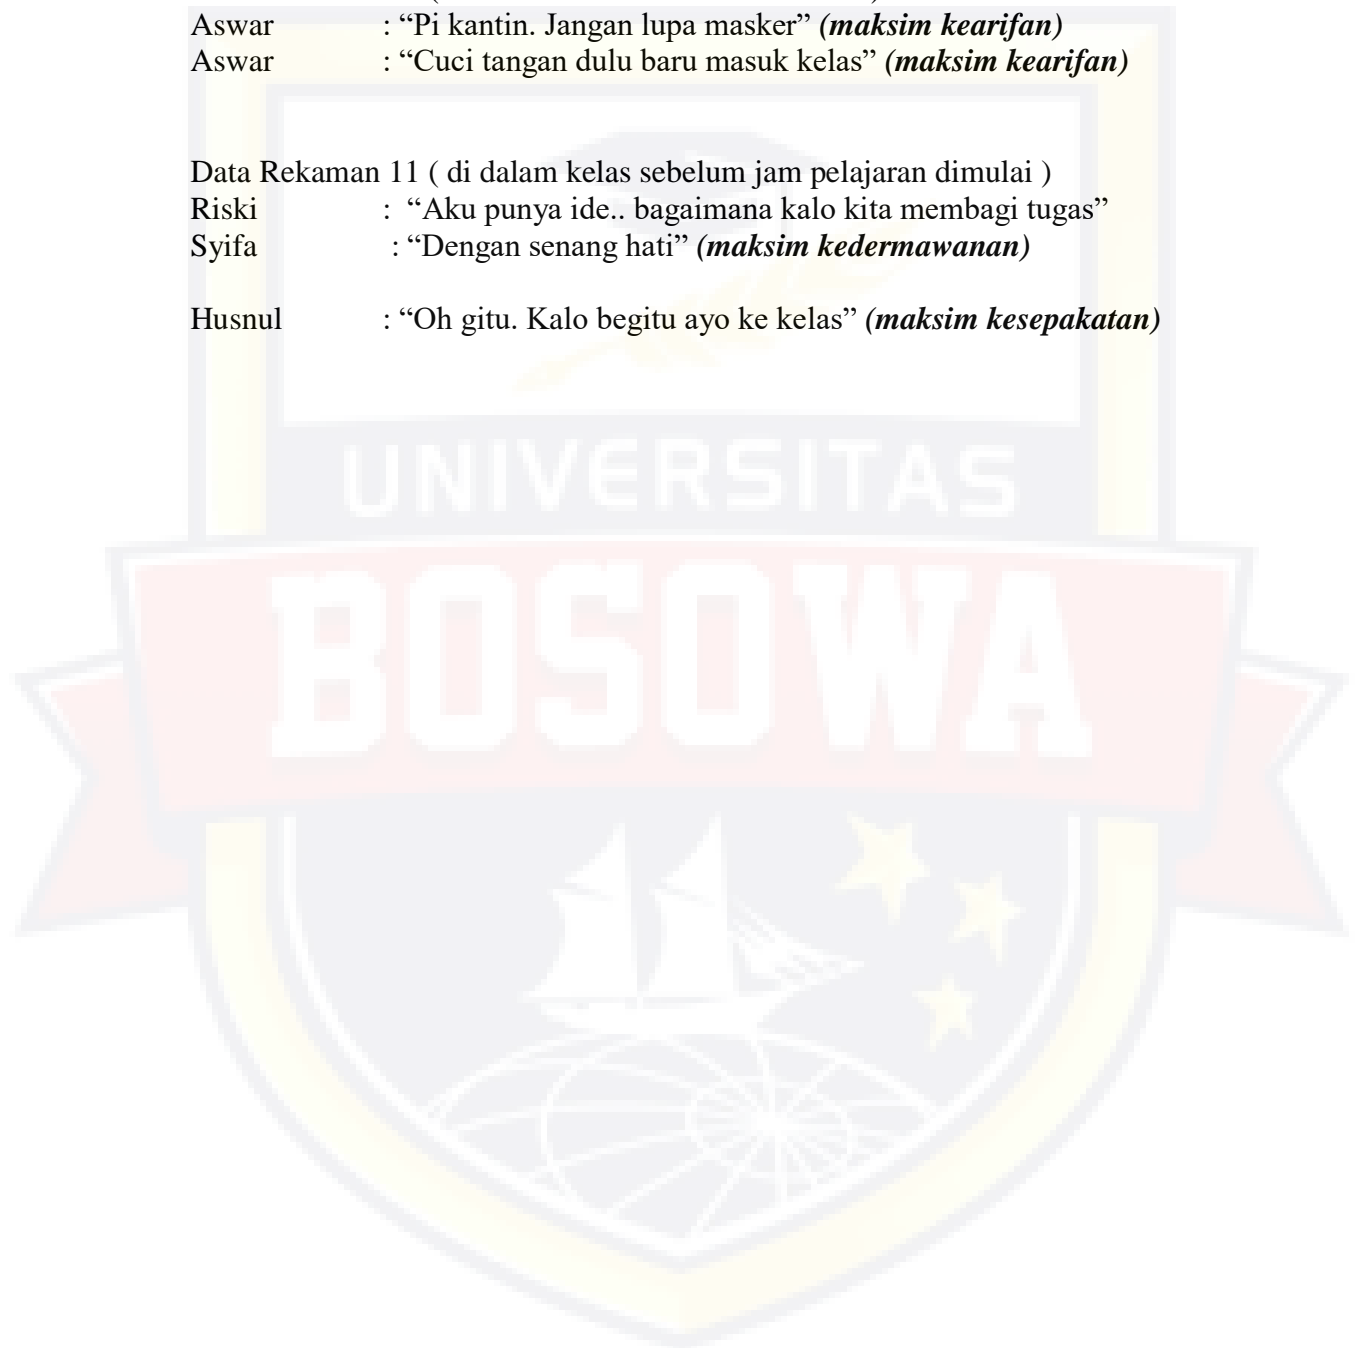 Aswar : “Pi kantin. Jangan lupa masker” (maksim kearifan)
Aswar : “Cuci tangan dulu baru masuk kelas” (maksim kearifan)
Data Rekaman 11 ( di dalam kelas sebelum jam pelajaran dimulai )
Riski : “Aku punya ide.. bagaimana kalo kita membagi tugas”
Syifa : “Dengan senang hati” (maksim kedermawanan)
Husnul : “Oh gitu. Kalo begitu ayo ke kelas” (maksim kesepakatan)
UNIVERSITAS
BOSOWA